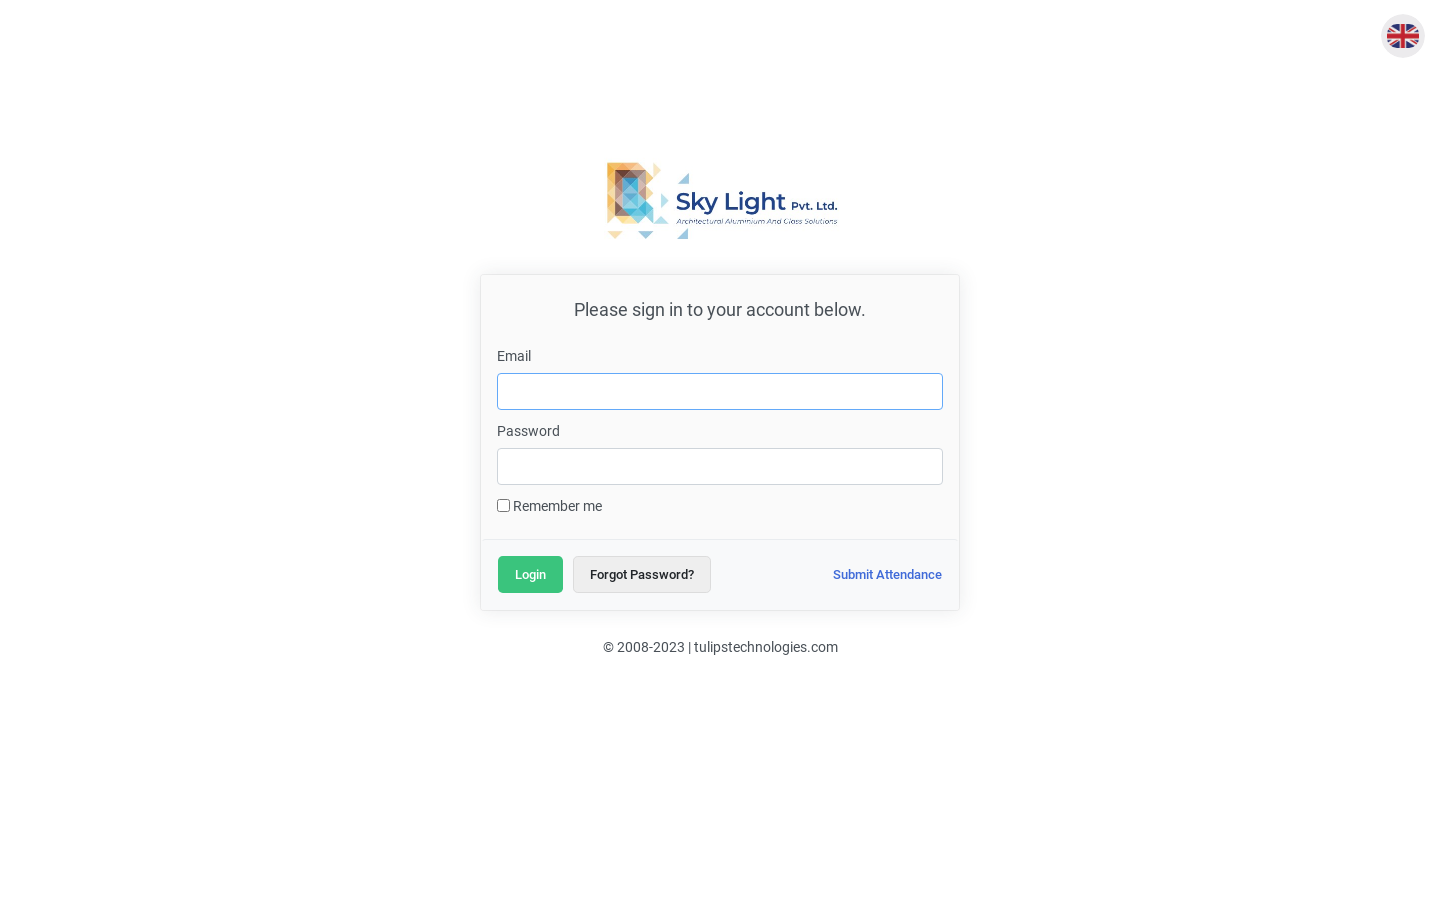 Sky Light Pvt. Ltd.
Architectural Aluminium And Glass Solutions
Please sign in to your account below.
Email
Password
Remember me
Login
Forgot Password?
Submit Attendance
© 2008-2023 | tulipstechnologies.com